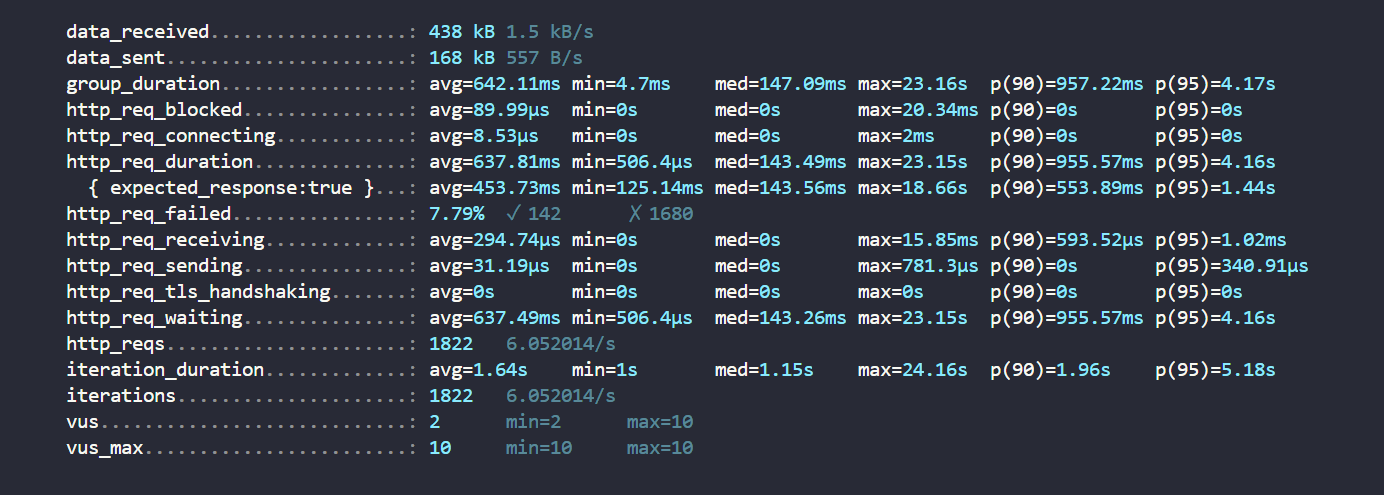 data_received..................: 438 kB 1.5 kB/s
data_sent......................: 168 kB 557 B/s
group_duration.................: avg=642.11ms min=4.7ms    med=147.09ms max=23.16s  p(90)=957.22ms p(95)=4.17s
http_req_blocked...............: avg=89.99µs  min=0s       med=0s       max=20.34ms p(90)=0s       p(95)=0s
http_req_connecting............: avg=8.53µs   min=0s       med=0s       max=2ms     p(90)=0s       p(95)=0s
http_req_duration..............: avg=637.81ms min=506.4µs  med=143.49ms max=23.15s  p(90)=955.57ms p(95)=4.16s
{ expected_response:true }...: avg=453.73ms min=125.14ms med=143.56ms max=18.66s  p(90)=553.89ms p(95)=1.44s
http_req_failed................: 7.79%  ✓ 142      ✗ 1680
http_req_receiving.............: avg=294.74µs min=0s       med=0s       max=15.85ms p(90)=593.52µs p(95)=1.02ms
http_req_sending...............: avg=31.19µs  min=0s       med=0s       max=781.3µs p(90)=0s       p(95)=340.91µs
http_req_tls_handshaking.......: avg=0s       min=0s       med=0s       max=0s      p(90)=0s       p(95)=0s
http_req_waiting...............: avg=637.49ms min=506.4µs  med=143.26ms max=23.15s  p(90)=955.57ms p(95)=4.16s
http_reqs......................: 1822   6.052014/s
iteration_duration.............: avg=1.64s    min=1s       med=1.15s    max=24.16s  p(90)=1.96s    p(95)=5.18s
iterations.....................: 1822   6.052014/s
vus............................: 2      min=2      max=10
vus_max........................: 10     min=10     max=10